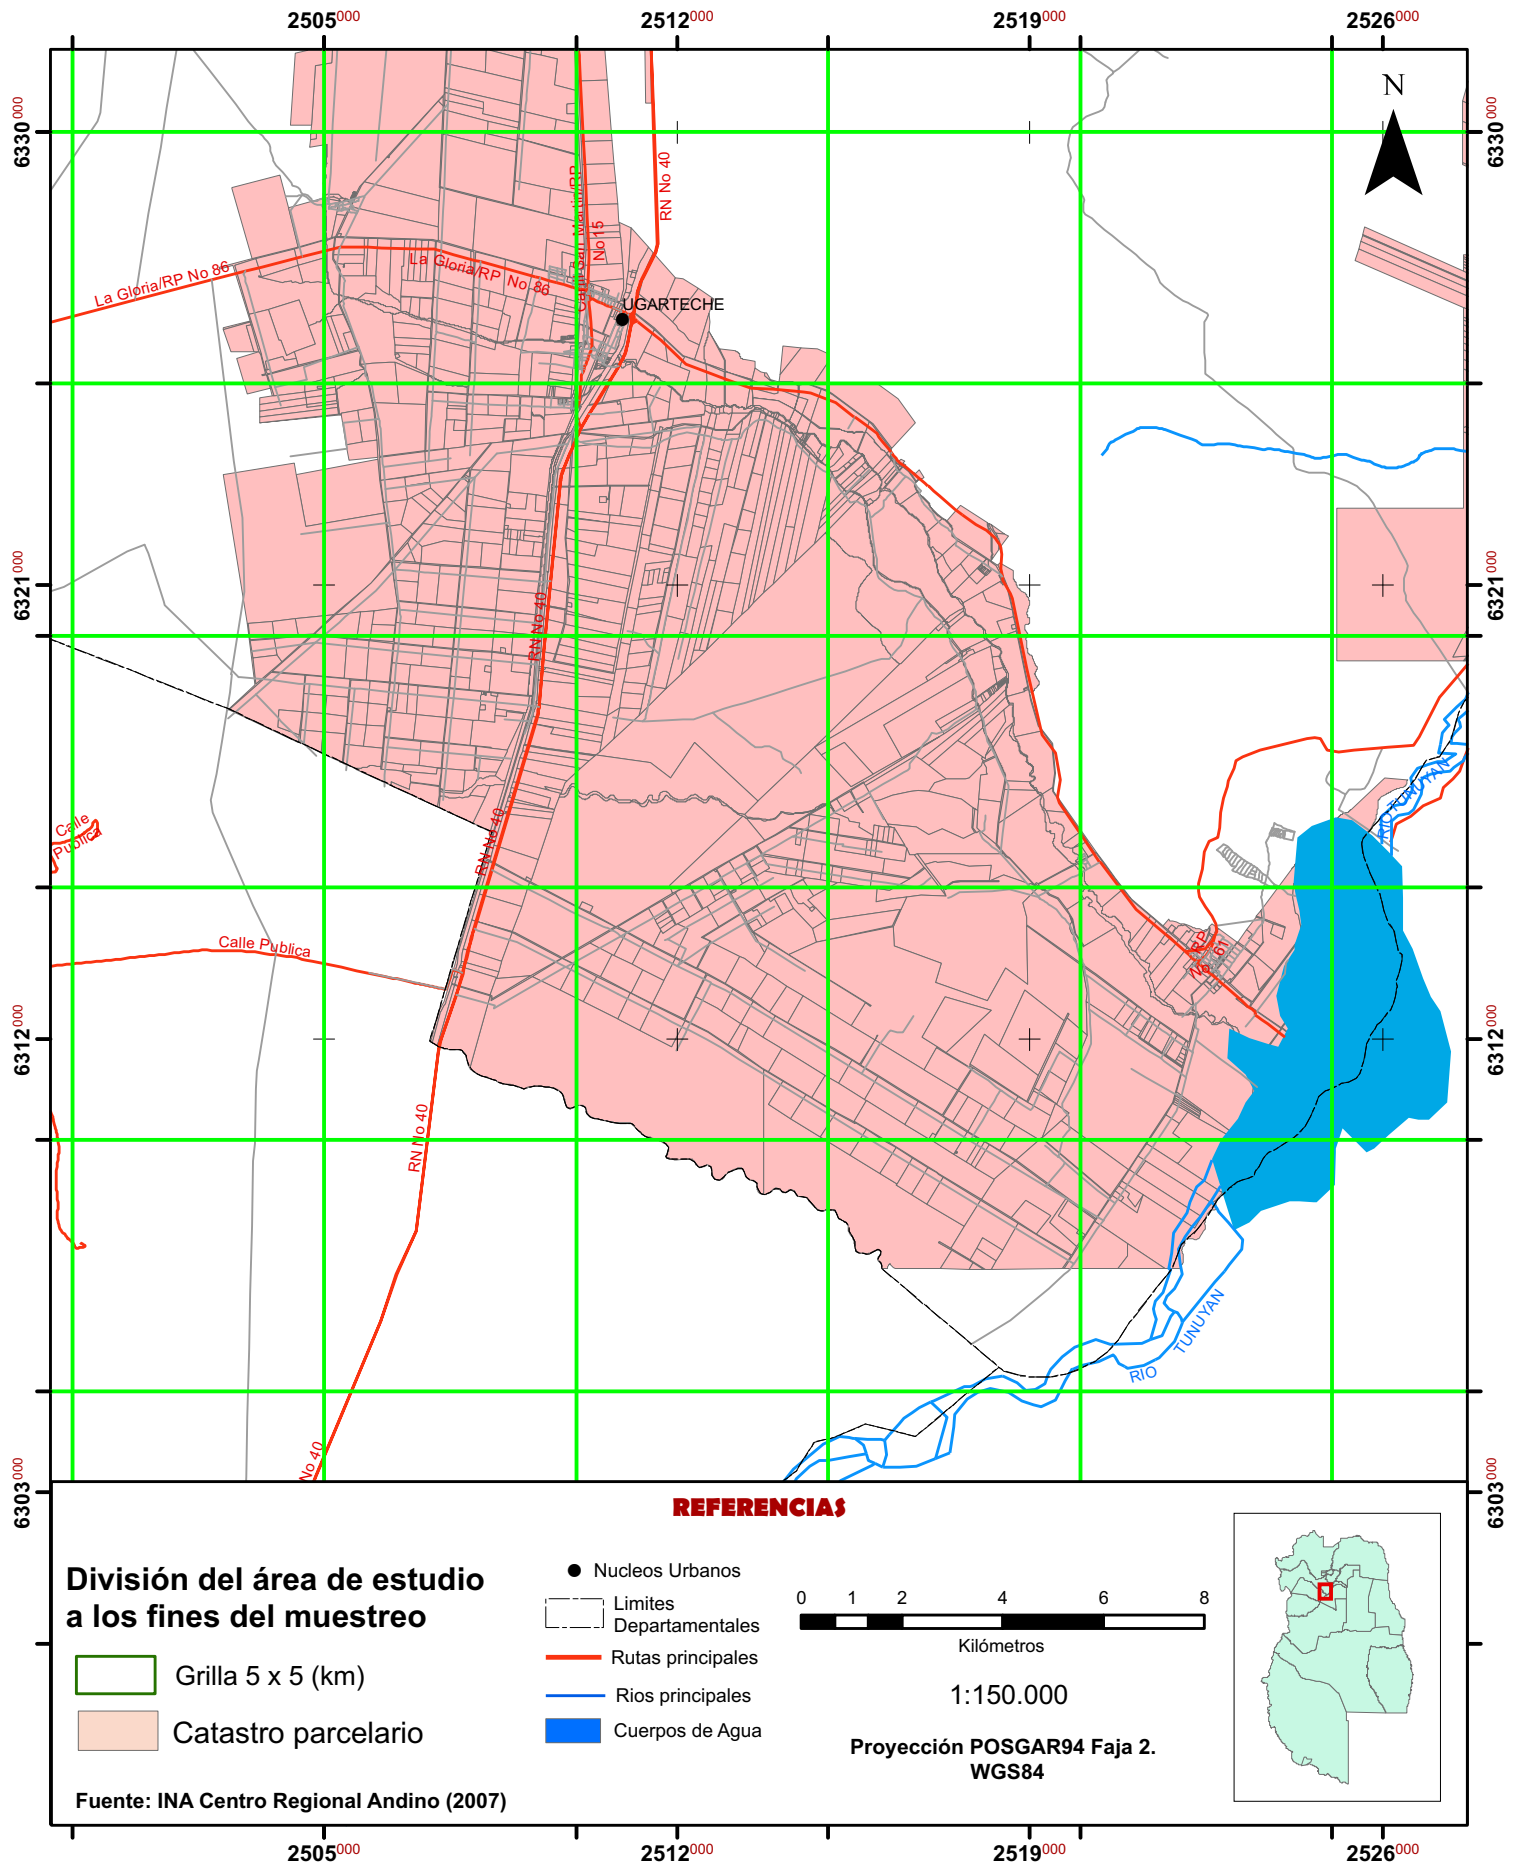 2505000
2512000
2519000
2526000
N
6330000
6330000
RN No 40
Carril San Martin/RP
No 15
La Gloria/RP No 86
La Gloria/RP No 86
UGARTECHE
6321000
6321000
RN No 40
RIO TUNUYAN
Calle
Publica
RN No 40
Calle Publica
RP
No 61
6312000
6312000
RN No 40
TUNUYAN
RIO
No 40
6303000
6303000
REFERENCIAS
División del área de estudio
a los fines del muestreo
Grilla 5 x 5 (km)
Catastro parcelario
Fuente: INA Centro Regional Andino (2007)
Nucleos Urbanos
Limites
Departamentales
Rutas principales
Rios principales
Cuerpos de Agua
0 1 2 4 6 8
Kilómetros
1:150.000
Proyección POSGAR94 Faja 2.
WGS84
2505000
2512000
2519000
2526000